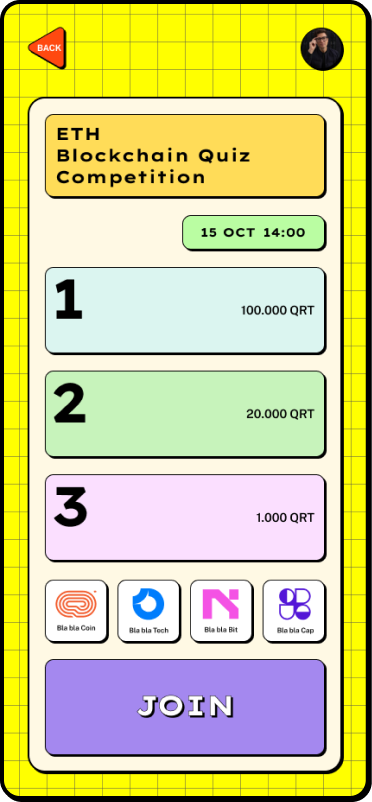 BACK
ETH
Blockchain Quiz
Competition
15 OCT 14:00
1
100.000 QRT
2
20.000 QRT
3
1.000 QRT
Bla bla Coin
Bla bla Tech
Bla bla Bit
Bla bla Cap
JOIN